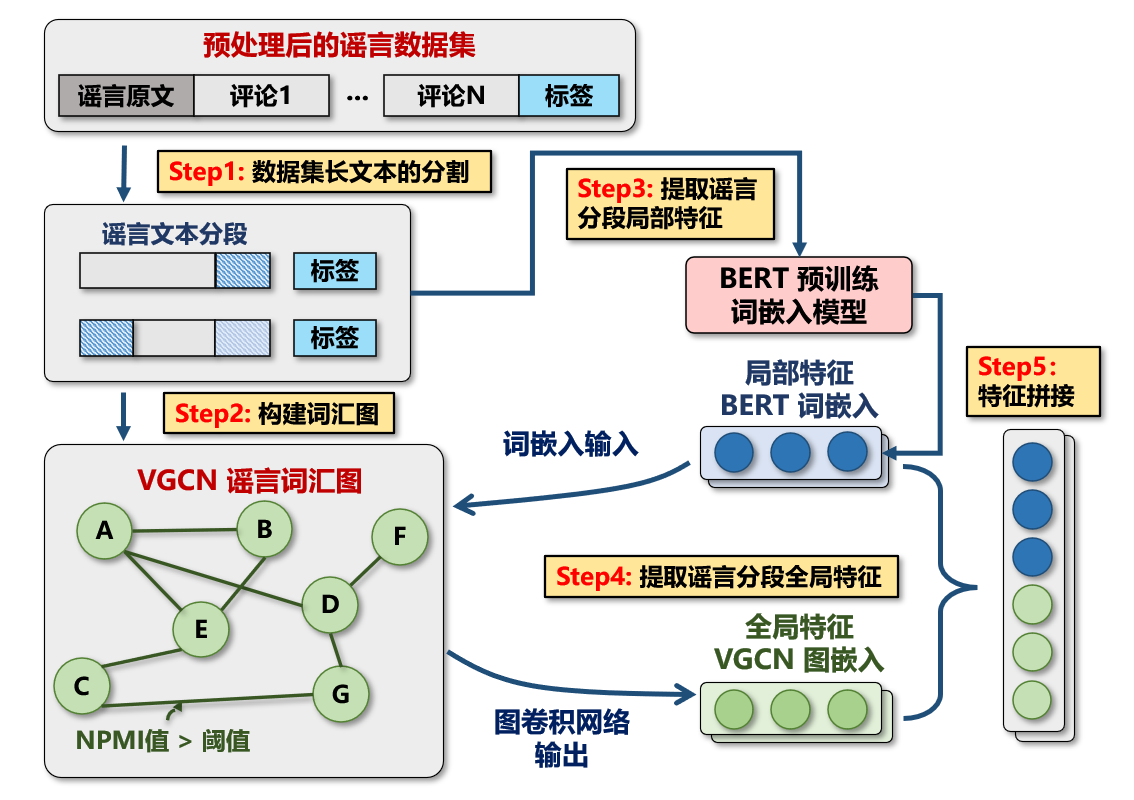 预处理后的谣言数据集
谣言原文 评论1 ... 评论N 标签
Step1: 数据集长文本的分割
谣言文本分段
标签
标签
Step2: 构建词汇图
Step3: 提取谣言
分段局部特征
BERT 预训练
词嵌入模型
局部特征
BERT 词嵌入
词嵌入输入
Step5:
特征拼接
VGCN 谣言词汇图
A
B
F
D
E
C
G
NPMI值 > 阈值
Step4: 提取谣言分段全局特征
全局特征
VGCN 图嵌入
图卷积网络
输出